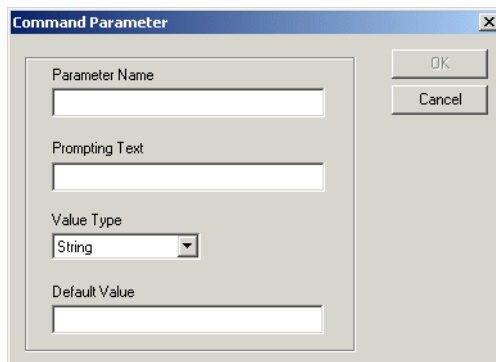 Command Parameter
OK
Parameter Name
Cancel
Prompting Text
Value Type
String
Default Value